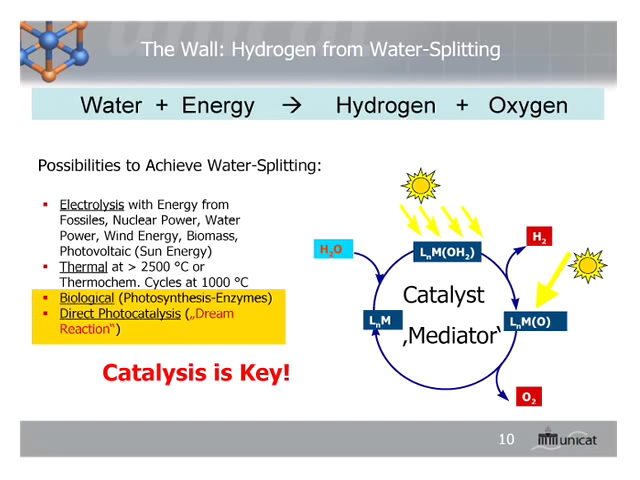 The Wall: Hydrogen from Water-Splitting
Water + Energy → Hydrogen + Oxygen
Possibilities to Achieve Water-Splitting:
▪ Electrolysis with Energy from
Fossiles, Nuclear Power, Water
Power, Wind Energy, Biomass,
Photovoltaic (Sun Energy)
▪ Thermal at > 2500 °C or
Thermochem. Cycles at 1000 °C
▪ Biological (Photosynthesis-Enzymes)
▪ Direct Photocatalysis („Dream
Reaction“)
Catalysis is Key!
H₂O
LₙM(OH₂)
H₂
LₙM
Catalyst
‚Mediator‘
LₙM(O)
O₂
10
unicat